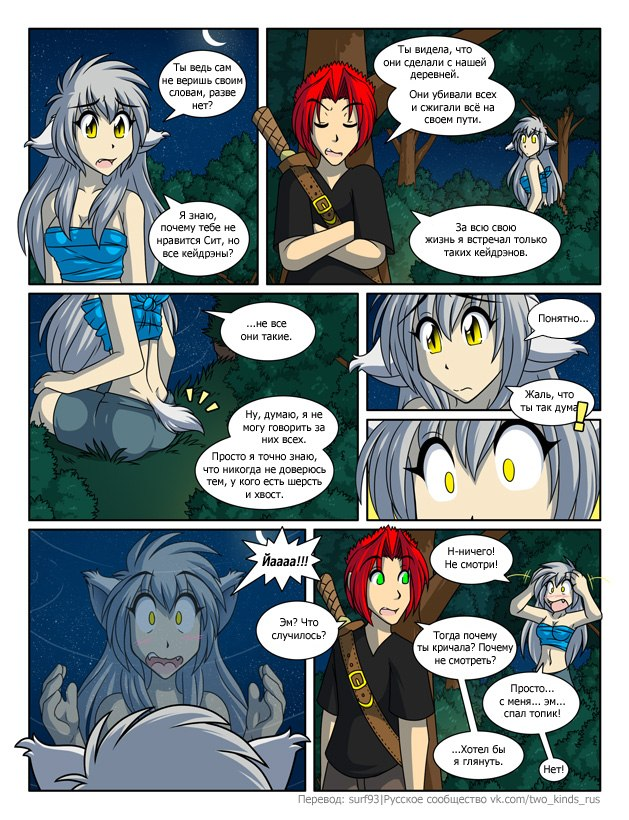 Ты ведь сам
не веришь своим
словам, разве
нет?
Я знаю,
почему тебе не
нравится Сит, но
все кейдрэны?
Ты видела, что
они сделали с нашей
деревней.
Они убивали всех
и сжигали всё на
своем пути.
За всю свою
жизнь я встречал только
таких кейдрэнов.
...не все
они такие.
Ну, думаю, я не
могу говорить за
них всех.
Просто я точно знаю,
что никогда не доверюсь
тем, у кого есть шерсть
и хвост.
Понятно...
Жаль, что
ты так дума
!
Йаааа!!!
Эм? Что
случилось?
Н-ничего!
Не смотри!
Тогда почему
ты кричала? Почему
не смотреть?
Просто...
с меня... эм...
спал топик!
...Хотел бы
я глянуть.
Нет!
Перевод: surf93|Русское сообщество vk.com/two_kinds_rus